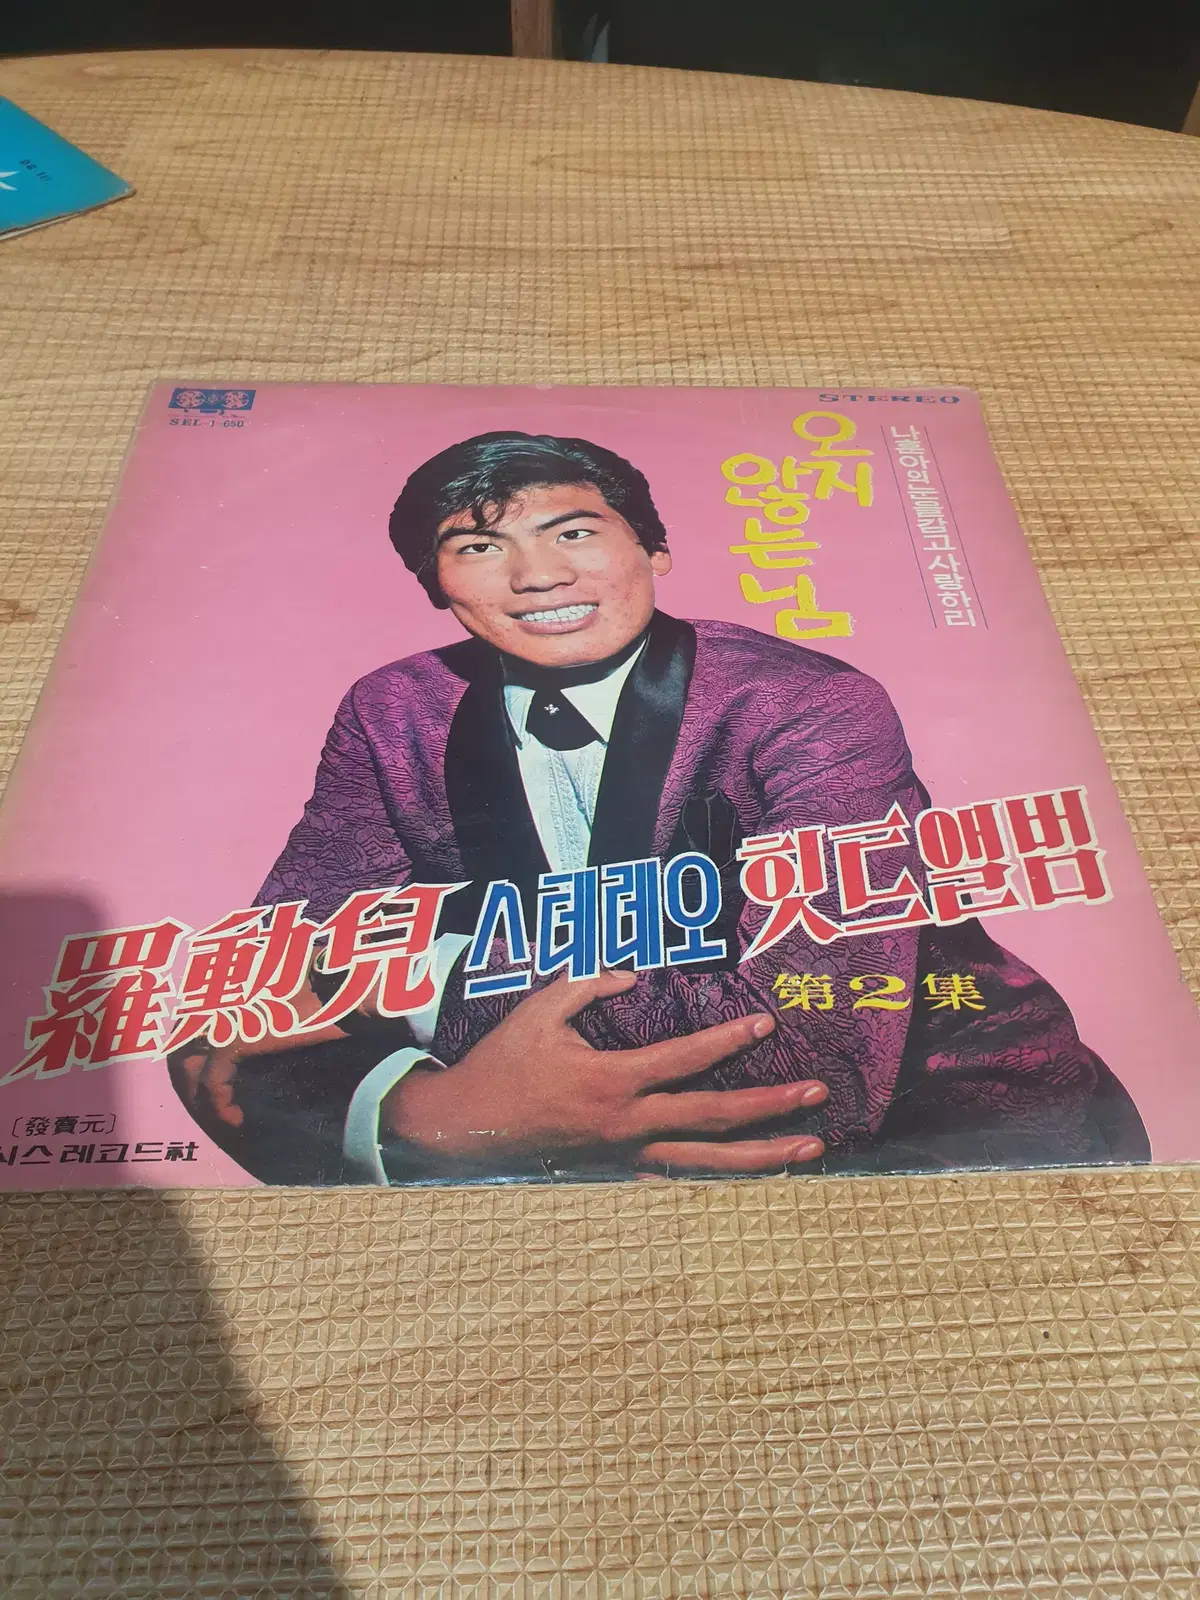 SEL-1-650
STEREO
오지
않는
님
나훈아의 눈을감고 사랑하리
羅勲兒 스테레오 힛트앨범
第2集
〔發賣元〕
시스레코드社